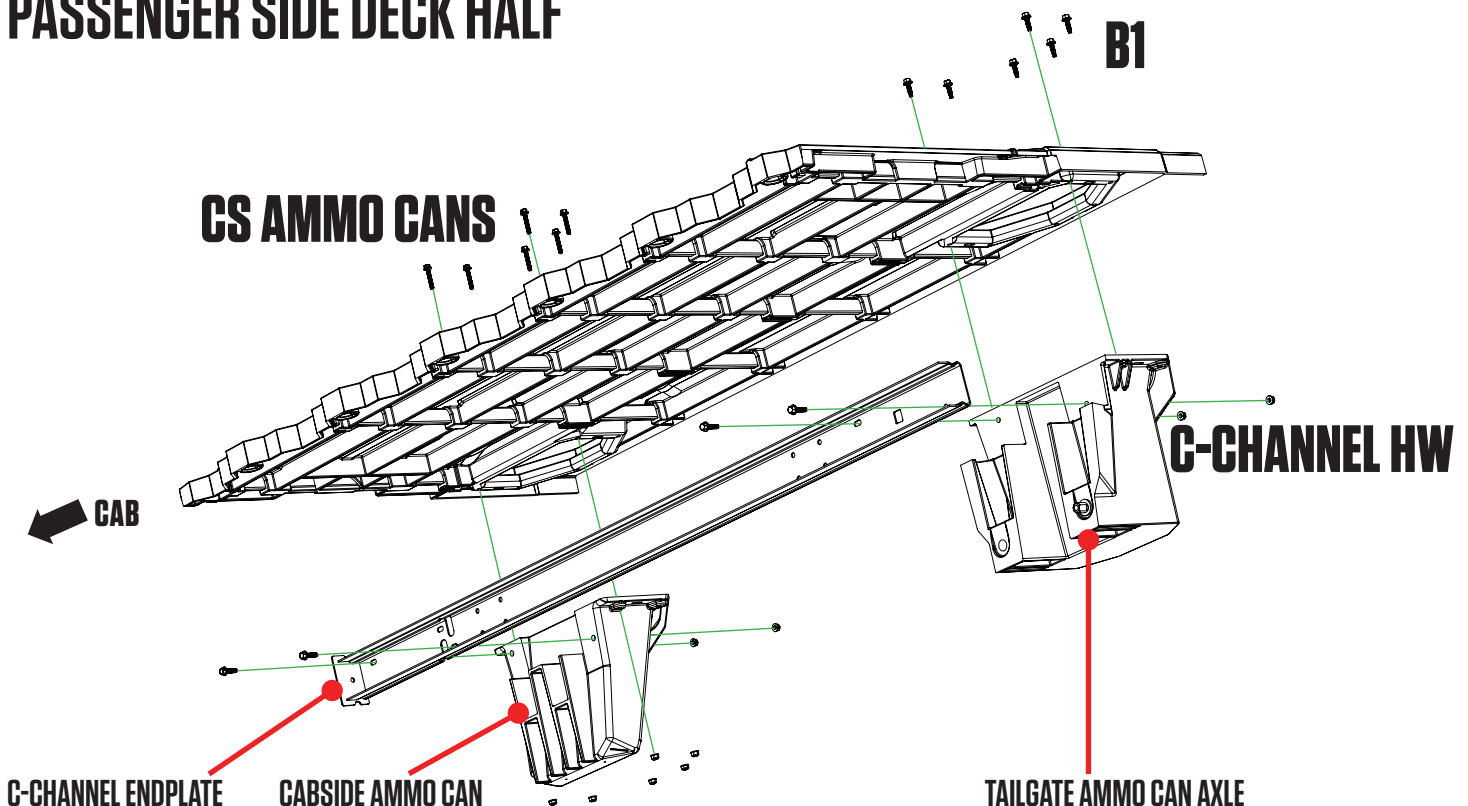 PASSENGER SIDE DECK HALF
B1
CS AMMO CANS
C-CHANNEL HW
CAB
C-CHANNEL ENDPLATE
CABSIDE AMMO CAN
TAILGATE AMMO CAN AXLE